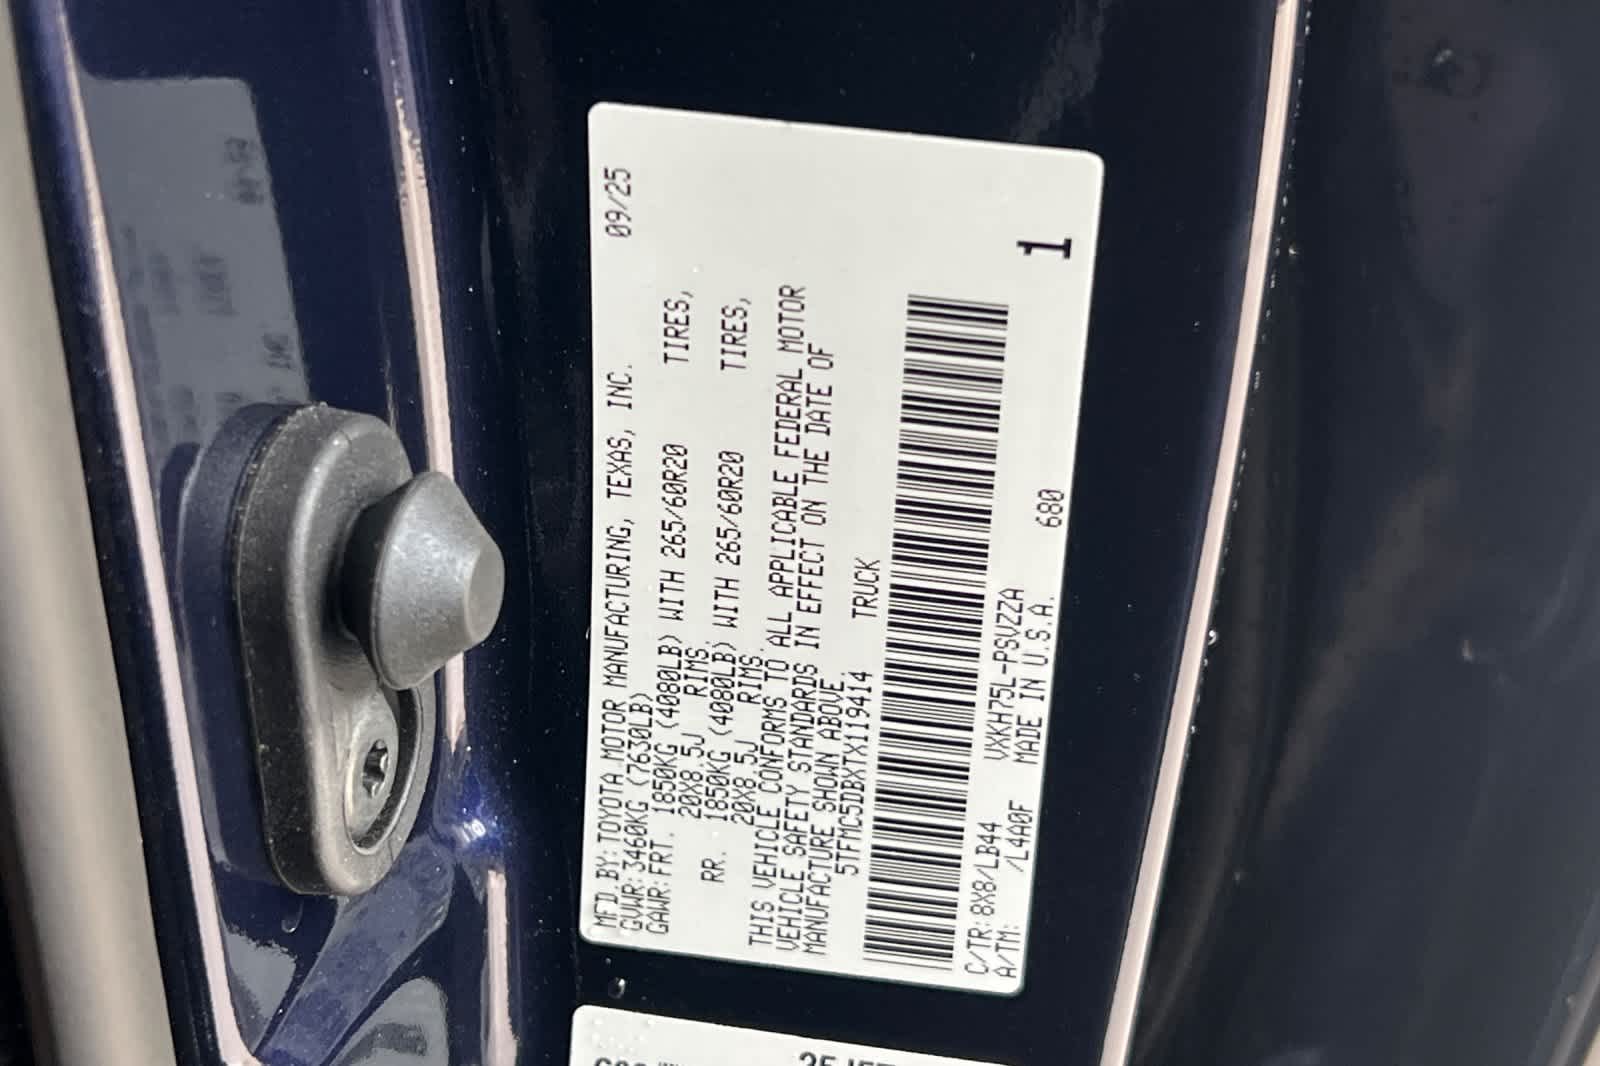 MFD.BY:TOYOTA MOTOR MANUFACTURING, TEXAS, INC. 09/25
GVWR:3460KG (7630LB)
GAWR:FRT. 1850KG (4080LB) WITH 265/60R20 TIRES,
20X8.5J RIMS,
RR. 1850KG (4080LB) WITH 265/60R20 TIRES,
20X8.5J RIMS.
THIS VEHICLE CONFORMS TO ALL APPLICABLE FEDERAL MOTOR
VEHICLE SAFETY STANDARDS IN EFFECT ON THE DATE OF
MANUFACTURE SHOWN ABOVE.
5TFMC5DBXTX119414 TRUCK
1
C/TR:8X8/LB44 VXKH75L-PSVZZA 680
A/TM: /L4A0F MADE IN U.S.A.